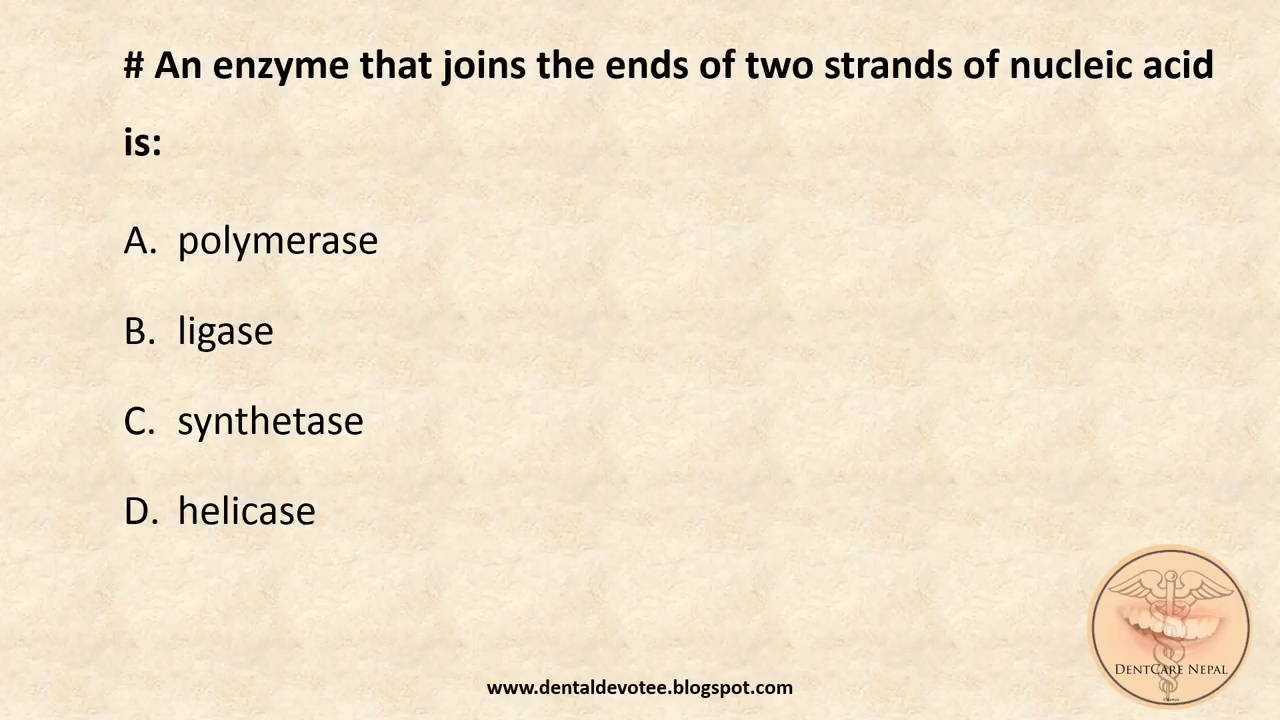 # An enzyme that joins the ends of two strands of nucleic acid
is:
A. polymerase
B. ligase
C. synthetase
D. helicase
DENTCARE NEPAL
www.dentaldevotee.blogspot.com